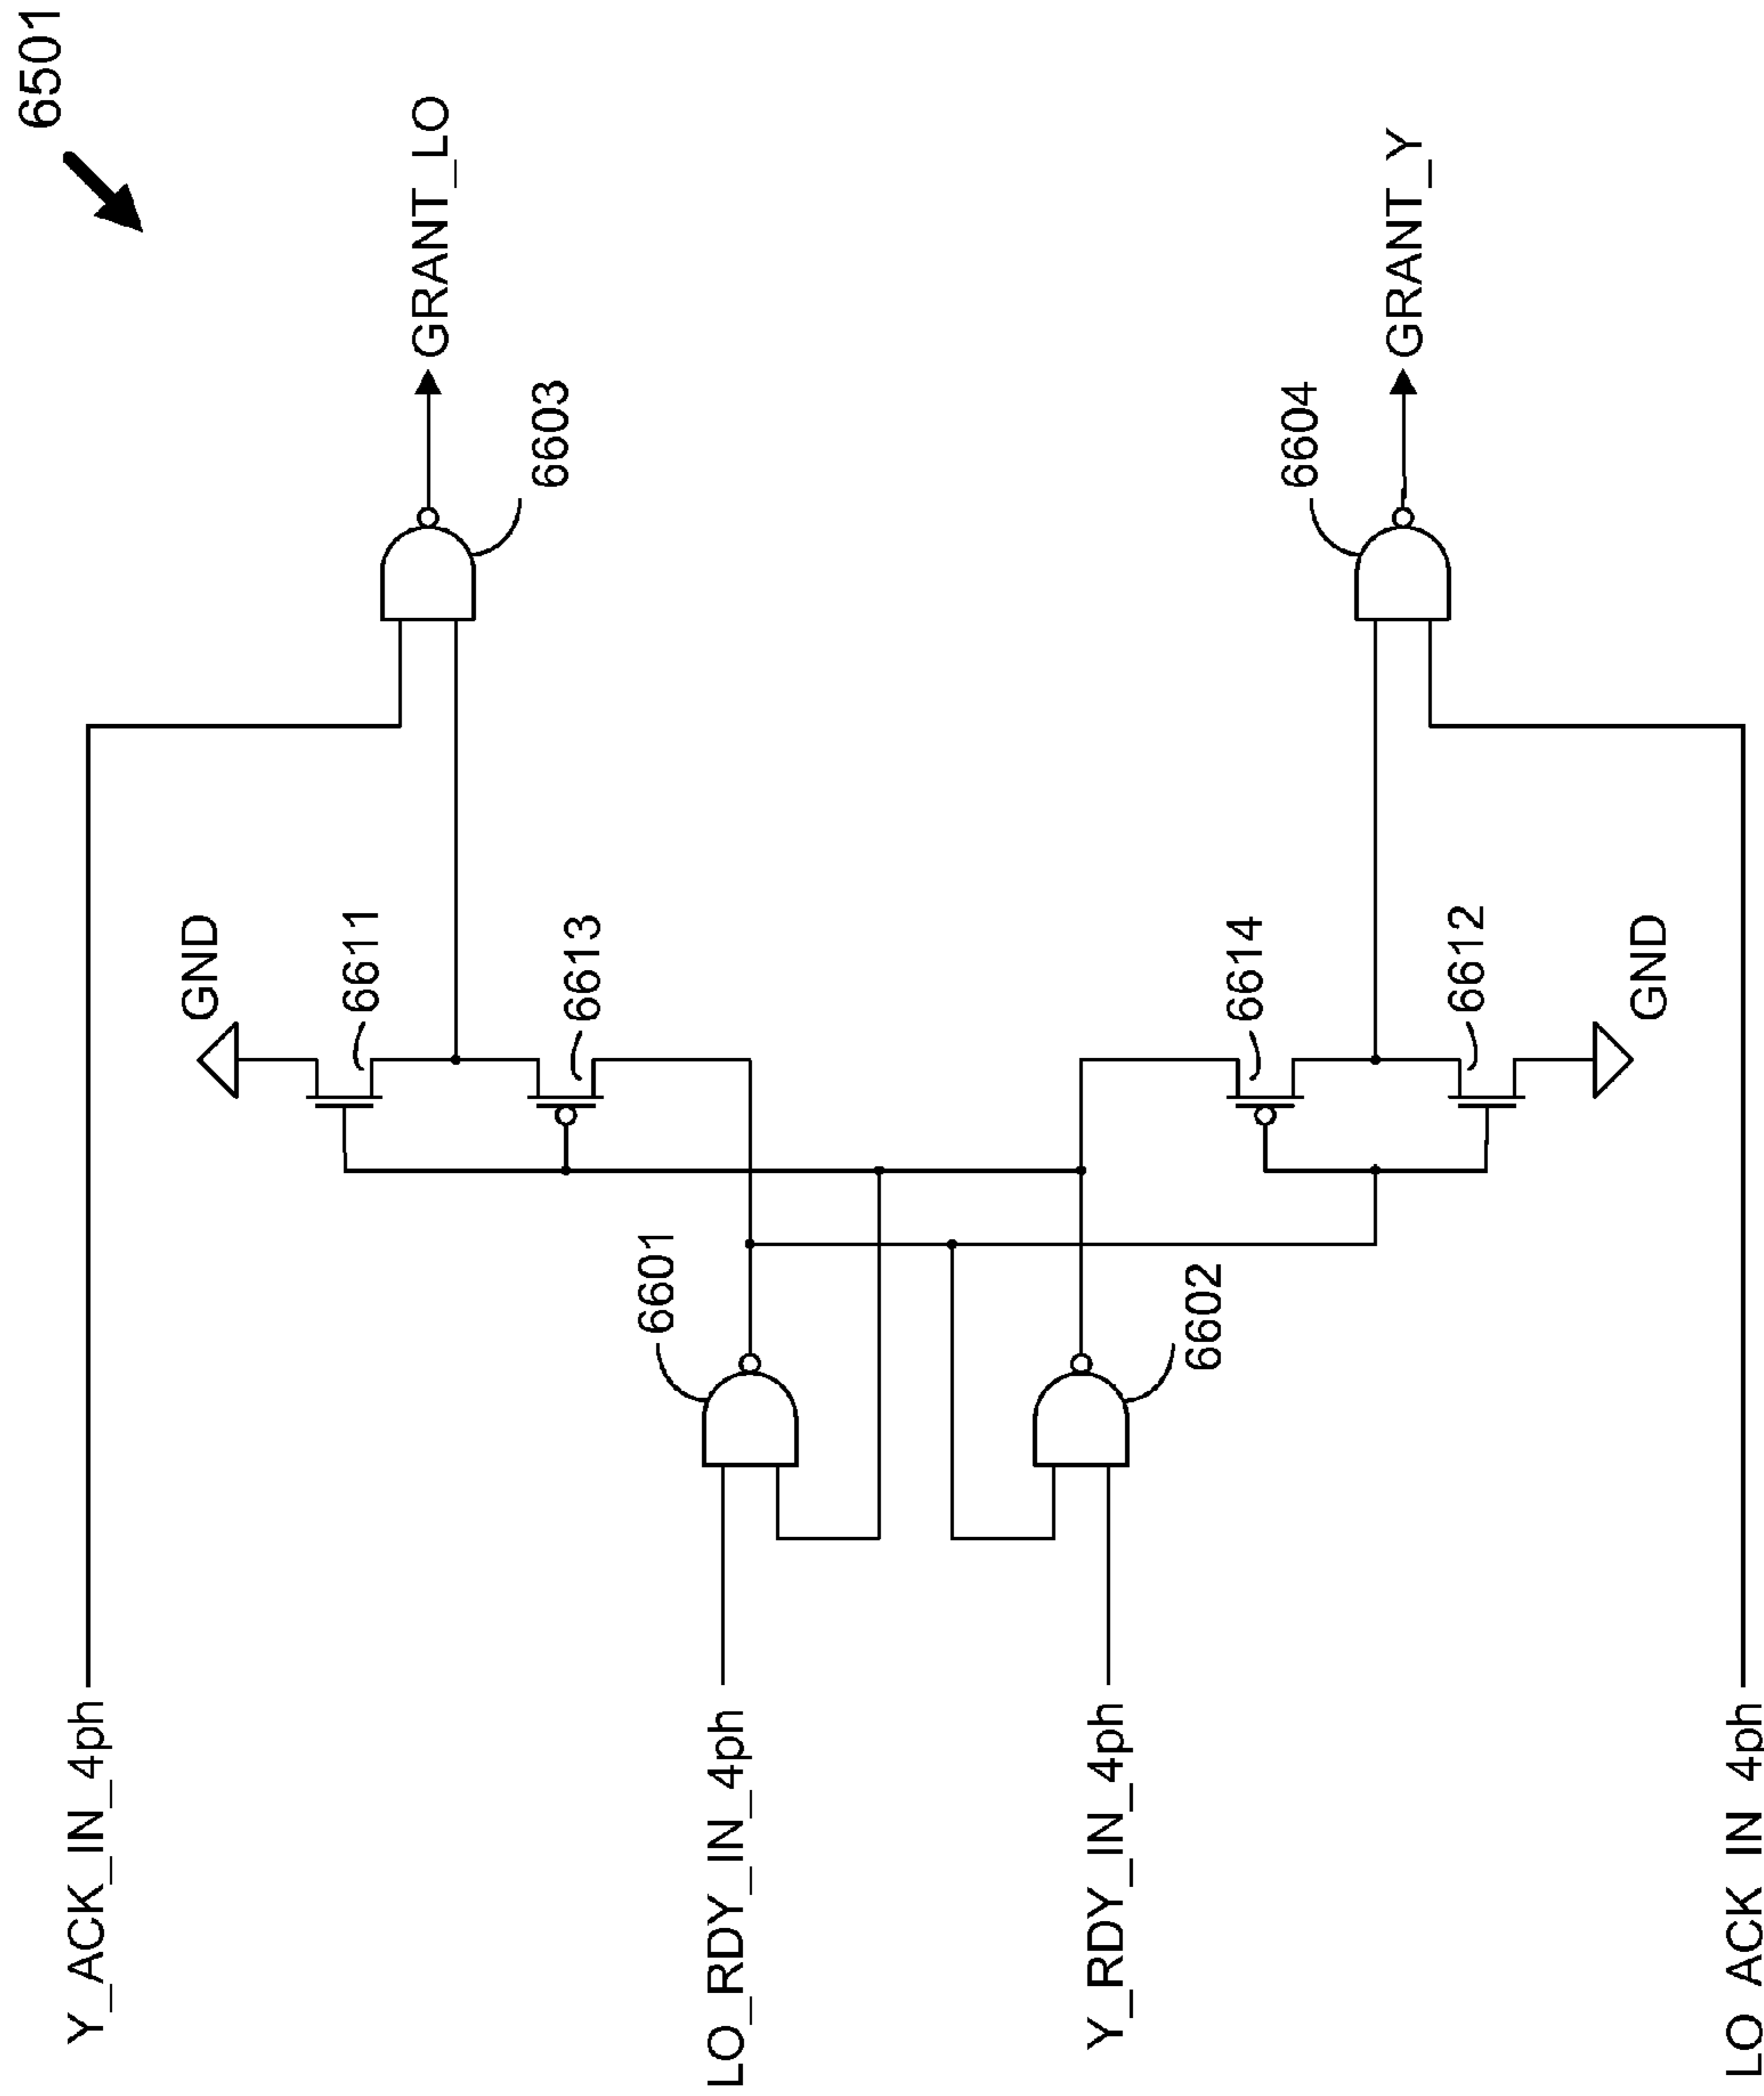 6501
Y_ACK_IN_4ph
GND
6611
6613
GRANT_LO
6603
LO_RDY_IN_4ph
6601
Y_RDY_IN_4ph
6602
6614
6612
GND
6604
GRANT_Y
LO_ACK_IN_4ph